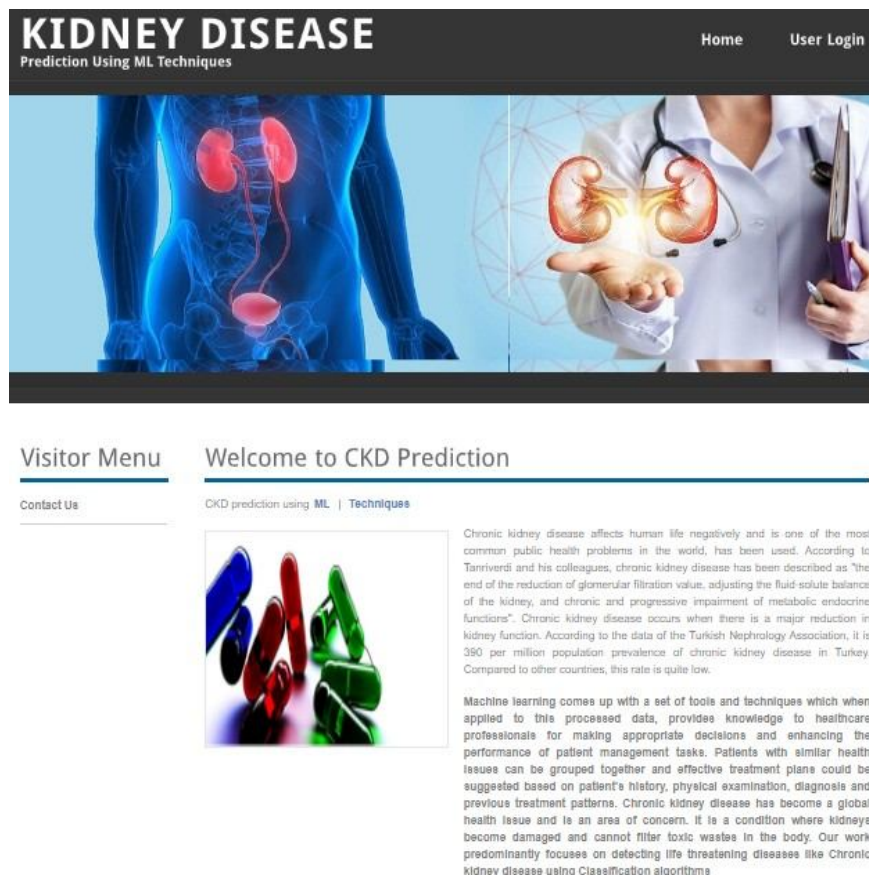 KIDNEY DISEASE
Prediction Using ML Techniques
Home
User Login
Visitor Menu
Contact Us
Welcome to CKD Prediction
CKD prediction using ML | Techniques
Chronic kidney disease affects human life negatively and is one of the most
common public health problems in the world, has been used. According to
Tanriverdi and his colleagues, chronic kidney disease has been described as "the
end of the reduction of glomerular filtration value, adjusting the fluid-solute balance
of the kidney, and chronic and progressive impairment of metabolic endocrine
functions". Chronic kidney disease occurs when there is a major reduction in
kidney function. According to the data of the Turkish Nephrology Association, it is
390 per million population prevalence of chronic kidney disease in Turkey.
Compared to other countries, this rate is quite low.
Machine learning comes up with a set of tools and techniques which when
applied to this processed data, provides knowledge to healthcare
professionals for making appropriate decisions and enhancing the
performance of patient management tasks. Patients with similar health
issues can be grouped together and effective treatment plans could be
suggested based on patient's history, physical examination, diagnosis and
previous treatment patterns. Chronic kidney disease has become a global
health issue and is an area of concern. It is a condition where kidneys
become damaged and cannot filter toxic wastes in the body. Our work
predominantly focuses on detecting life threatening diseases like Chronic
kidney disease using Classification algorithms